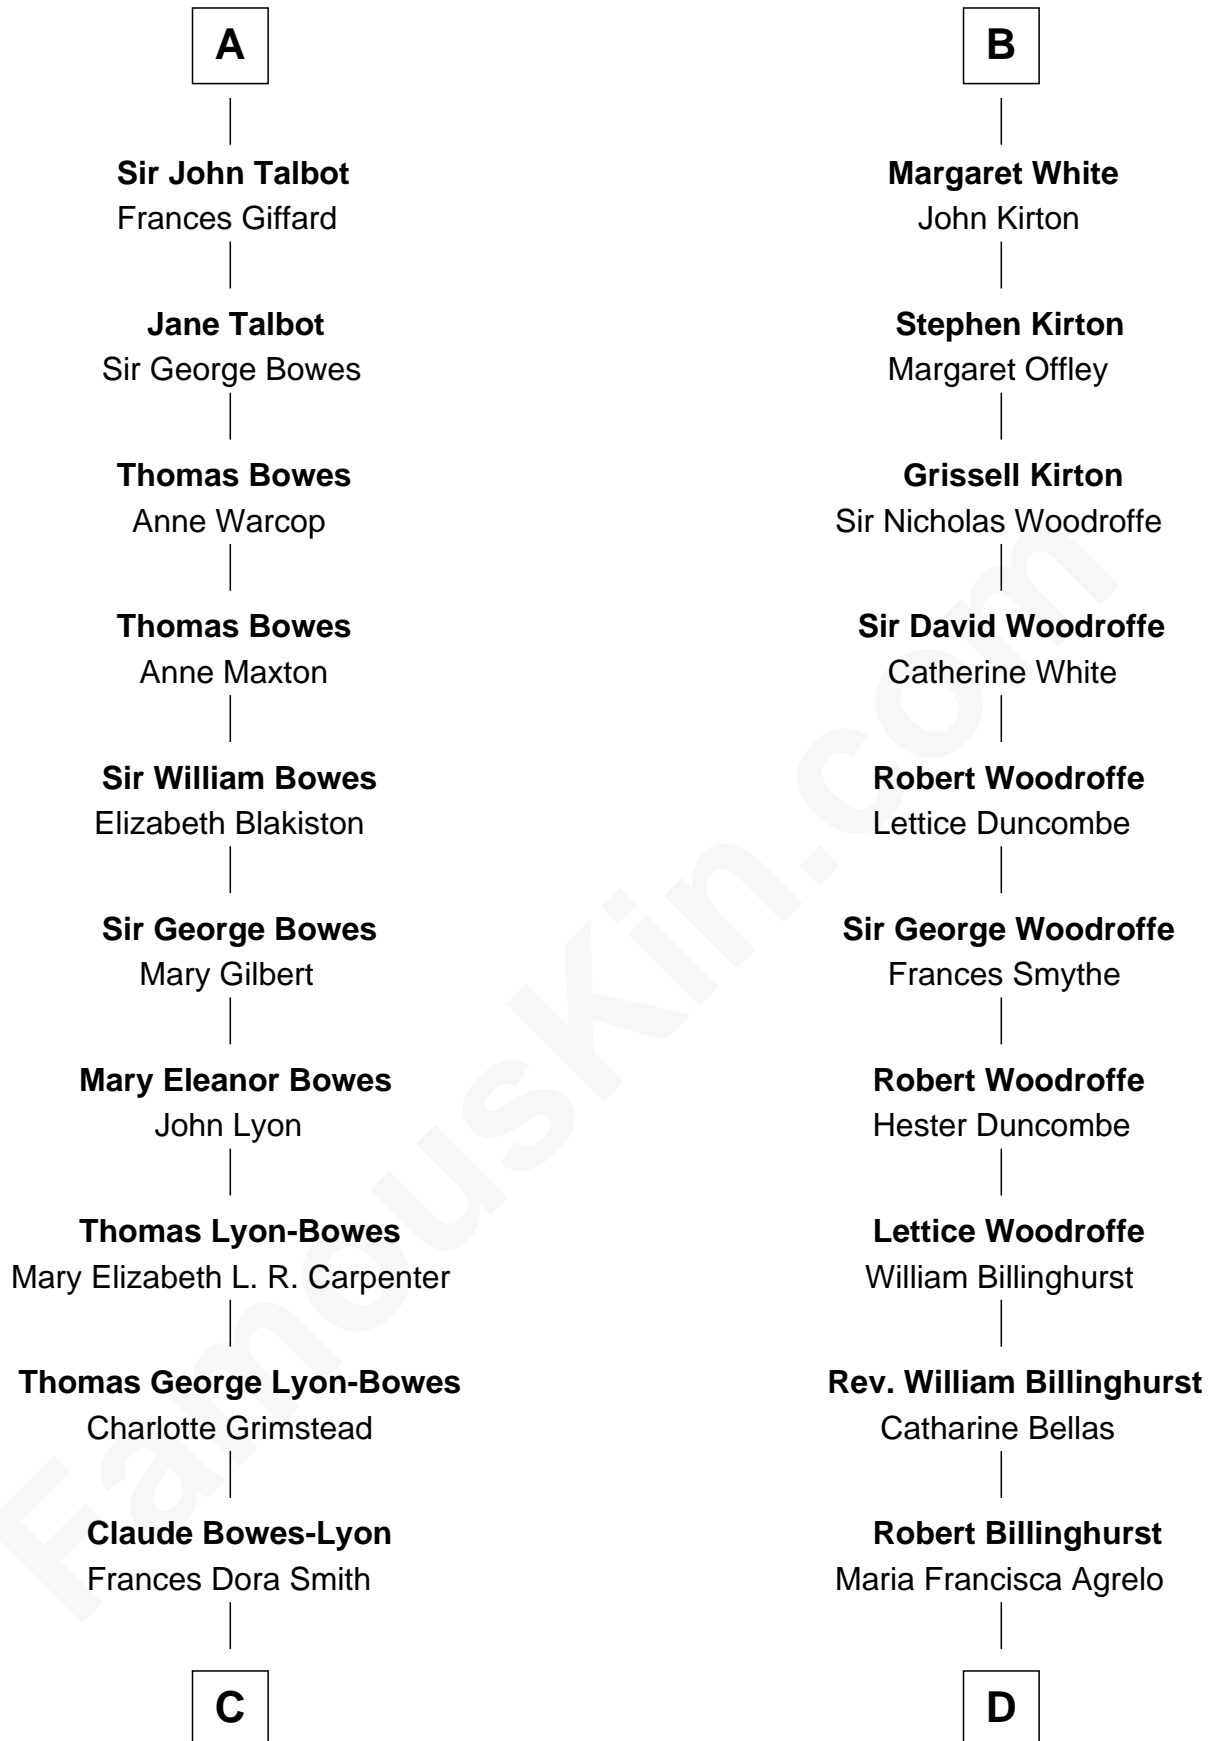 A
Sir John Talbot
Frances Giffard
Jane Talbot
Sir George Bowes
Thomas Bowes
Anne Warcop
Thomas Bowes
Anne Maxton
Sir William Bowes
Elizabeth Blakiston
Sir George Bowes
Mary Gilbert
Mary Eleanor Bowes
John Lyon
Thomas Lyon-Bowes
Mary Elizabeth L. R. Carpenter
Thomas George Lyon-Bowes
Charlotte Grimstead
Claude Bowes-Lyon
Frances Dora Smith
C
B
Margaret White
John Kirton
Stephen Kirton
Margaret Offley
Grissell Kirton
Sir Nicholas Woodroffe
Sir David Woodroffe
Catherine White
Robert Woodroffe
Lettice Duncombe
Sir George Woodroffe
Frances Smythe
Robert Woodroffe
Hester Duncombe
Lettice Woodroffe
William Billinghurst
Rev. William Billinghurst
Catharine Bellas
Robert Billinghurst
Maria Francisca Agrelo
D
FamousKin.com